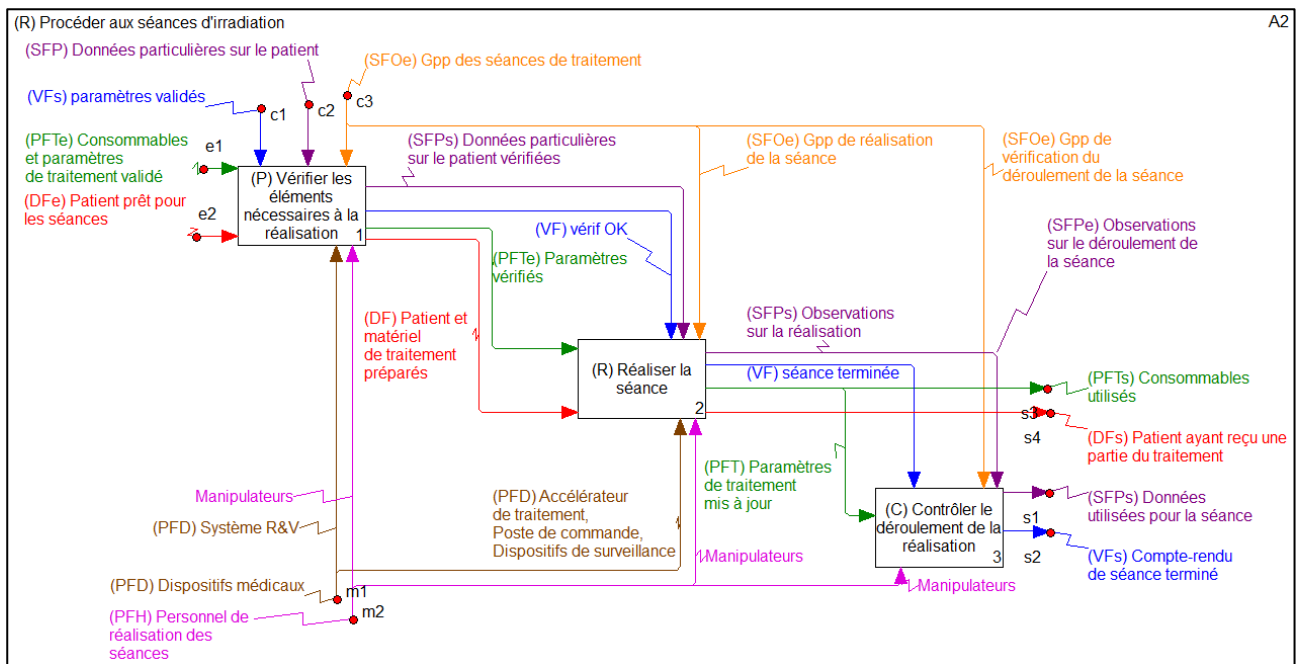 (R) Procéder aux séances d'irradiation
A2
(SFP) Données particulières sur le patient
(SFOe) Gpp des séances de traitement
(VFs) paramètres validés
c1
c2
c3
(PFTe) Consommables
et paramètres
de traitement validé
e1
(DFe) Patient prêt pour
les séances
e2
(P) Vérifier les
éléments
nécessaires à la
réalisation
1
(SFPs) Données particulières
sur le patient vérifiées
(SFOe) Gpp de réalisation
de la séance
(SFOe) Gpp de
vérification du
déroulement de la séance
(VF) vérif OK
(PFTe) Paramètres
vérifiés
(SFPe) Observations
sur le déroulement de
la séance
(DF) Patient et
matériel
de traitement
préparés
(SFPs) Observations
sur la réalisation
(R) Réaliser la
séance
2
(VF) séance terminée
(PFTs) Consommables
utilisés
s3
s4
(DFs) Patient ayant reçu une
partie du traitement
(PFT) Paramètres
de traitement
mis à jour
Manipulateurs
(PFD) Système R&V
(PFD) Accélérateur
de traitement,
Poste de commande,
Dispositifs de surveillance
(C) Contrôler le
déroulement de la
réalisation
3
(SFPs) Données
utilisées pour la séance
s1
s2
(VFs) Compte-rendu
de séance terminé
Manipulateurs
Manipulateurs
(PFD) Dispositifs médicaux
m1
m2
(PFH) Personnel de
réalisation des
séances